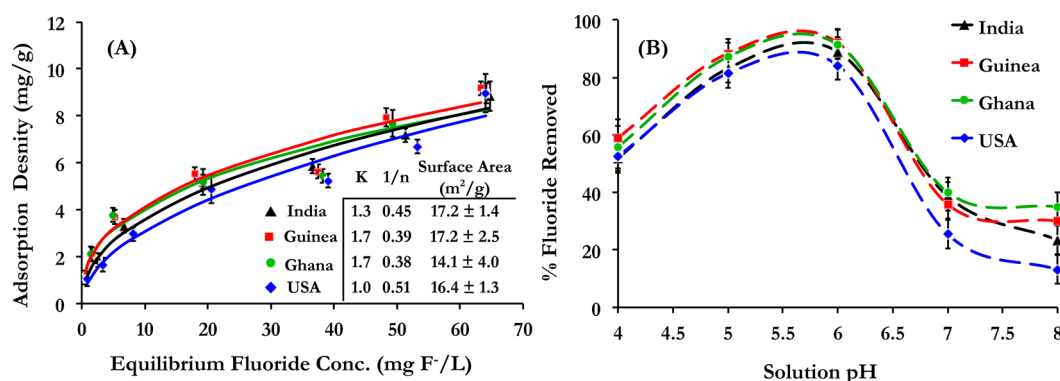 (A)
Adsorption Desnity (mg/g)
12
10
8
6
4
2
0
0 10 20 30 40 50 60 70
Equilibrium Fluoride Conc. (mg F-/L)
K 1/n Surface Area (m²/g)
India 1.3 0.45 17.2 ± 1.4
Guinea 1.7 0.39 17.2 ± 2.5
Ghana 1.7 0.38 14.1 ± 4.0
USA 1.0 0.51 16.4 ± 1.3
(B)
% Fluoride Removed
100
80
60
40
20
0
4 4.5 5 5.5 6 6.5 7 7.5 8
Solution pH
India
Guinea
Ghana
USA